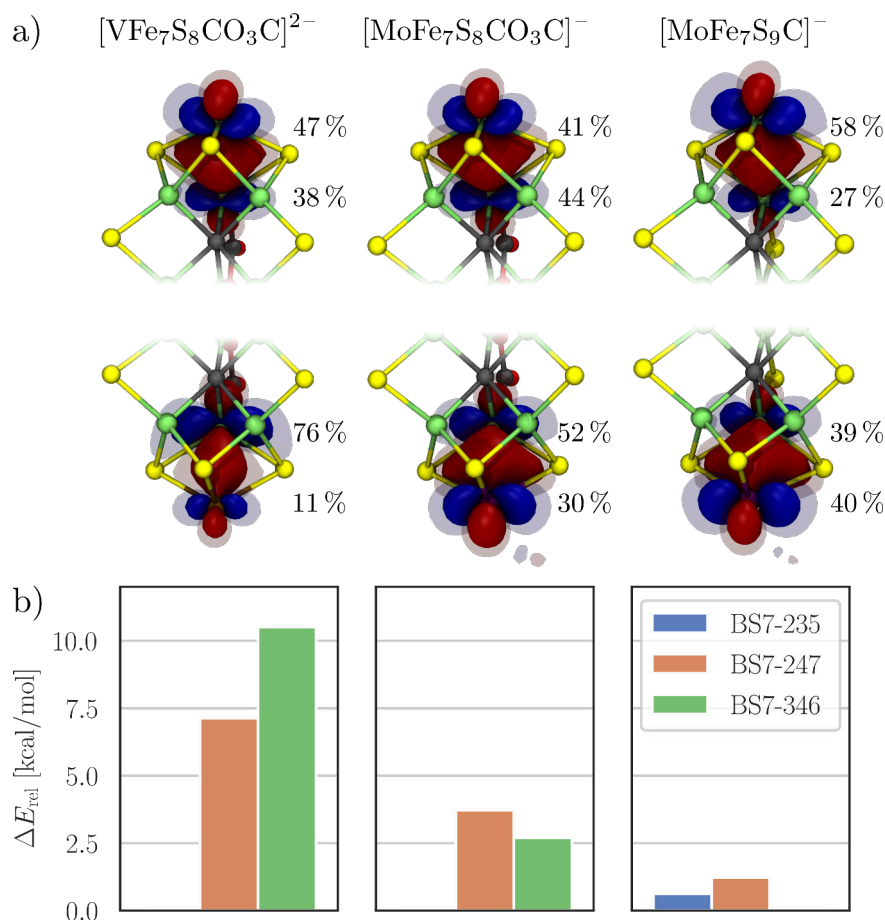 a) [VFe₇S₈CO₃C]²⁻ [MoFe₇S₈CO₃C]⁻ [MoFe₇S₉C]⁻
47 % 41 % 58 %
38 % 44 % 27 %
76 % 52 % 39 %
11 % 30 % 40 %
b)
ΔE_rel [kcal/mol]
10.0
7.5
5.0
2.5
0.0
BS7-235
BS7-247
BS7-346